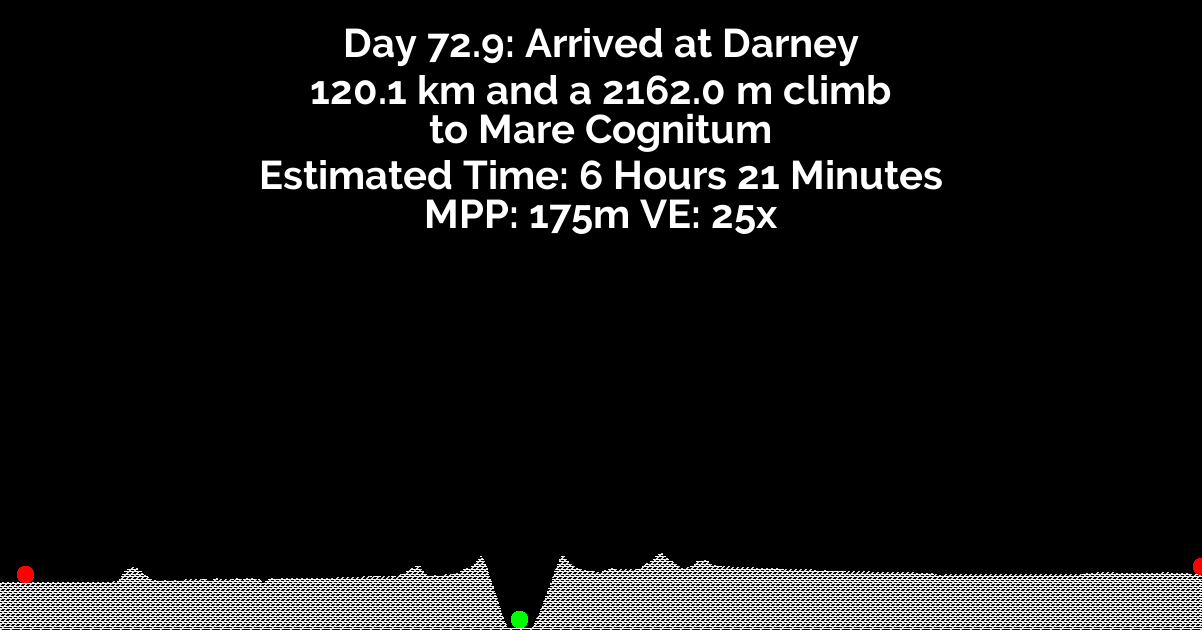 Day 72.9: Arrived at Darney
120.1 km and a 2162.0 m climb
to Mare Cognitum
Estimated Time: 6 Hours 21 Minutes
MPP: 175m VE: 25x